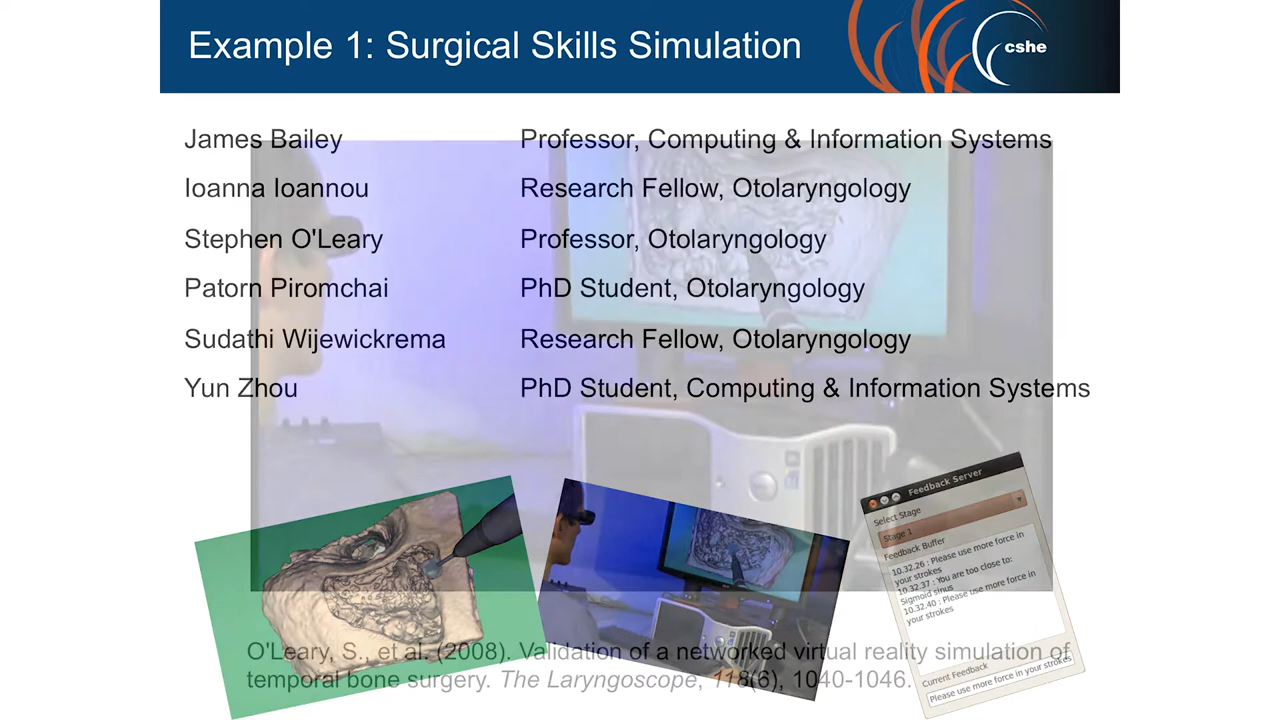 Example 1: Surgical Skills Simulation
cshe
James Bailey Professor, Computing & Information Systems
Ioanna Ioannou Research Fellow, Otolaryngology
Stephen O'Leary Professor, Otolaryngology
Patorn Piromchai PhD Student, Otolaryngology
Sudathi Wijewickrema Research Fellow, Otolaryngology
Yun Zhou PhD Student, Computing & Information Systems
Feedback Server
Select Stage
Stage 1
Feedback Buffer
10.32.26 : Please use more force in
your strokes
10.32.37 : You are too close to:
Sigmoid sinus
10.32.40 : Please use more force in
your strokes
Current Feedback
Please use more force in your strokes
O'Leary, S., et al. (2008). Validation of a networked virtual reality simulation of
temporal bone surgery. The Laryngoscope, 118(6), 1040-1046.